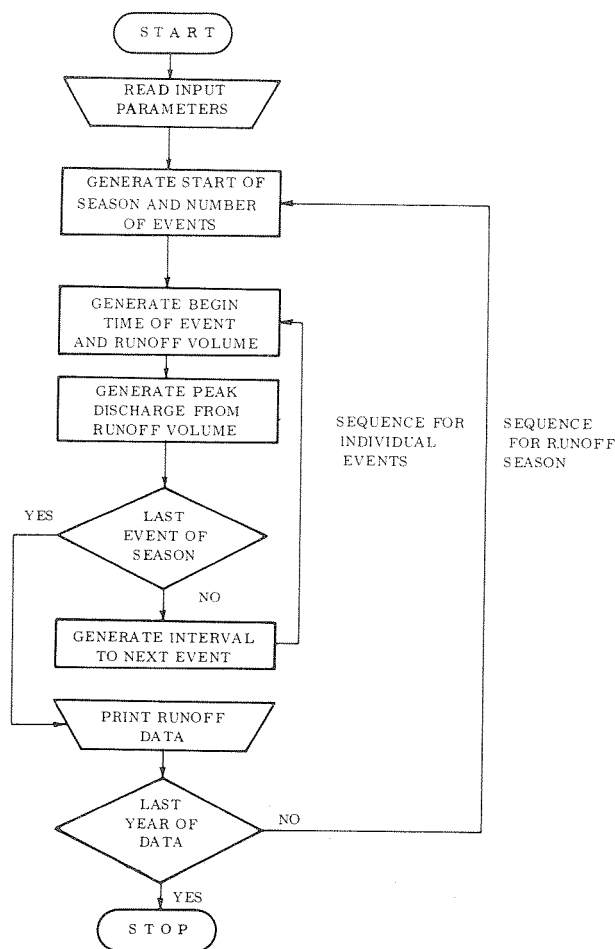 START
READ INPUT
PARAMETERS
GENERATE START OF
SEASON AND NUMBER
OF EVENTS
GENERATE BEGIN
TIME OF EVENT
AND RUNOFF VOLUME
GENERATE PEAK
DISCHARGE FROM
RUNOFF VOLUME
SEQUENCE FOR
INDIVIDUAL
EVENTS
SEQUENCE
FOR RUNOFF
SEASON
YES
LAST
EVENT OF
SEASON
NO
GENERATE INTERVAL
TO NEXT EVENT
PRINT RUNOFF
DATA
LAST
YEAR OF
DATA
NO
YES
STOP